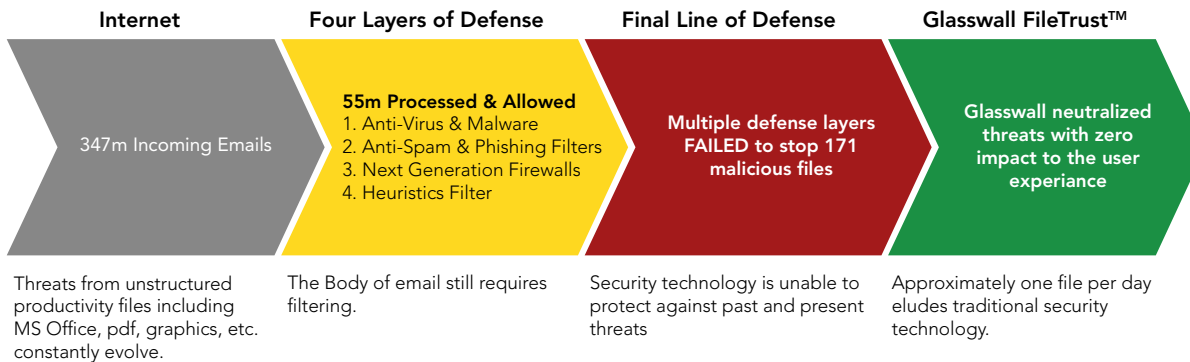 Internet
Four Layers of Defense
Final Line of Defense
Glasswall FileTrust™
347m Incoming Emails
55m Processed & Allowed
1. Anti-Virus & Malware
2. Anti-Spam & Phishing Filters
3. Next Generation Firewalls
4. Heuristics Filter
Multiple defense layers
FAILED to stop 171
malicious files
Glasswall neutralized
threats with zero
impact to the user
experiance
Threats from unstructured
productivity files including
MS Office, pdf, graphics, etc.
constantly evolve.
The Body of email still requires
filtering.
Security technology is unable to
protect against past and present
threats
Approximately one file per day
eludes traditional security
technology.